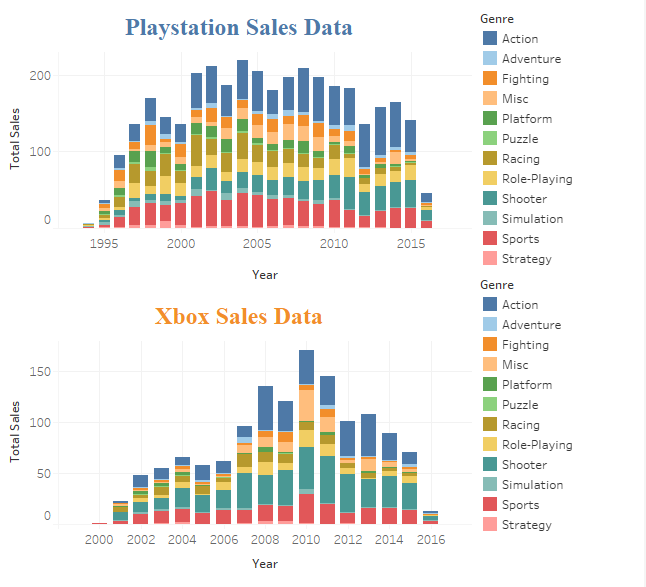 Playstation Sales Data
200
100
0
Total Sales
1995
2000
2005
2010
2015
Year
Genre
Action
Adventure
Fighting
Misc
Platform
Puzzle
Racing
Role-Playing
Shooter
Simulation
Sports
Strategy
Xbox Sales Data
150
100
50
0
Total Sales
2000
2002
2004
2006
2008
2010
2012
2014
2016
Year
Genre
Action
Adventure
Fighting
Misc
Platform
Puzzle
Racing
Role-Playing
Shooter
Simulation
Sports
Strategy